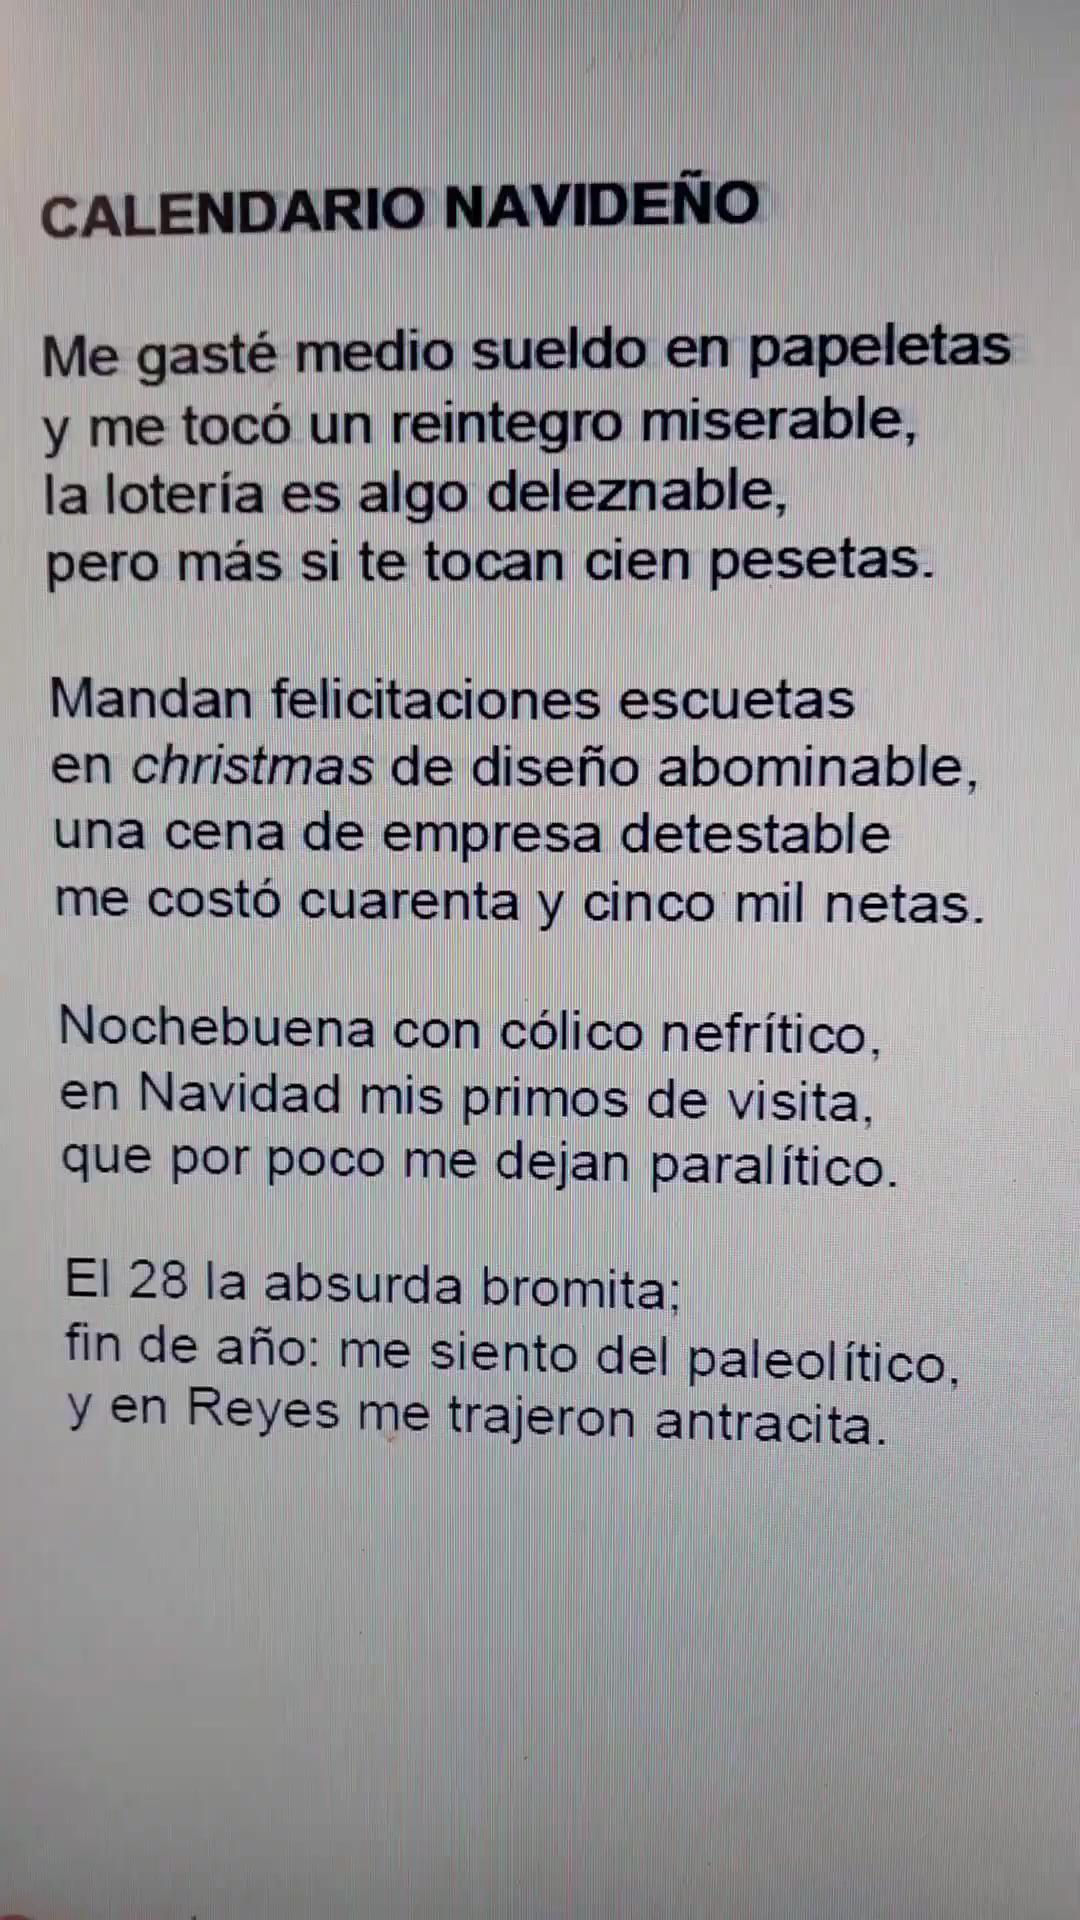 CALENDARIO NAVIDEÑO
Me gasté medio sueldo en papeletas
y me tocó un reintegro miserable,
la lotería es algo deleznable,
pero más si te tocan cien pesetas.
Mandan felicitaciones escuetas
en christmas de diseño abominable,
una cena de empresa detestable
me costó cuarenta y cinco mil netas.
Nochebuena con cólico nefrítico,
en Navidad mis primos de visita,
que por poco me dejan paralítico.
El 28 la absurda bromita;
fin de año: me siento del paleolítico,
y en Reyes me trajeron antracita.